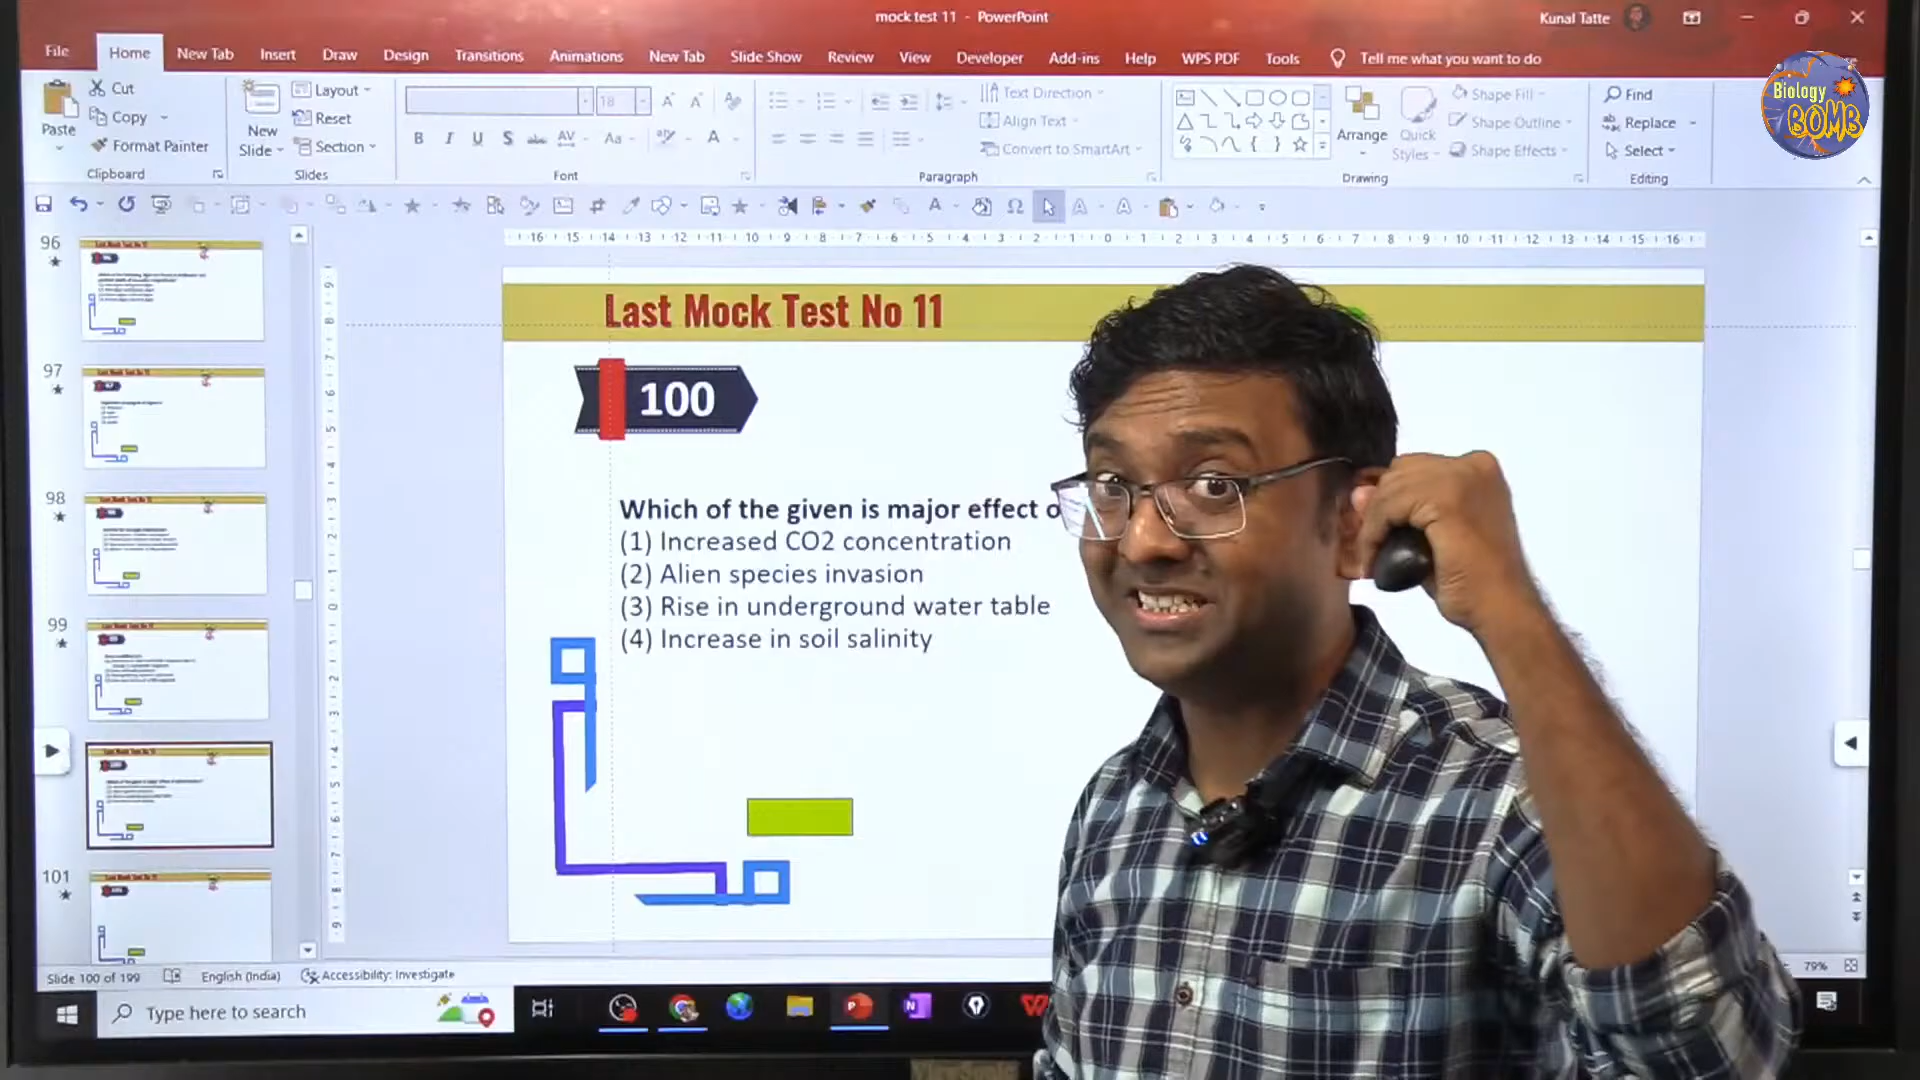 mock test 11 - PowerPoint
Kunal Tatte
File
Home
New Tab
Insert
Draw
Design
Transitions
Animations
New Tab
Slide Show
Review
View
Developer
Add-ins
Help
WPS PDF
Tools
Tell me what you want to do
Biology
BOMB
Paste
Cut
Copy
Format Painter
Clipboard
New
Slide
Layout
Reset
Section
Slides
18
Font
Text Direction
Align Text
Convert to SmartArt
Paragraph
Arrange
Quick
Styles
Shape Fill
Shape Outline
Shape Effects
Drawing
Find
Replace
Select
Editing
96
97
98
99
101
Last Mock Test No 11
100
Which of the given is major effect o
(1) Increased CO2 concentration
(2) Alien species invasion
(3) Rise in underground water table
(4) Increase in soil salinity
Slide 100 of 199
English (India)
Accessibility: Investigate
79%
Type here to search